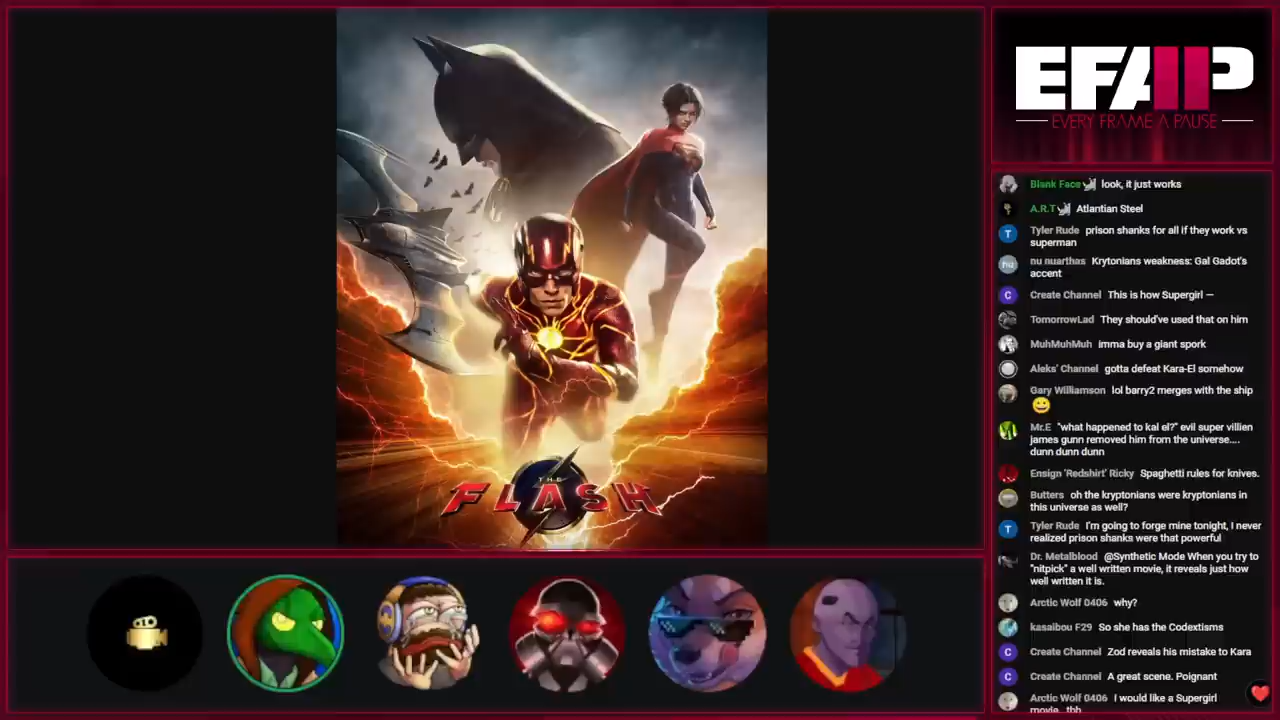 THE
FLASH
EFAP
EVERY FRAME A PAUSE
Blank Face look, it just works
A.R.T Atlantian Steel
T
Tyler Rude prison shanks for all if they work vs
superman
nu
nu nuarthas Krytonians weakness: Gal Gadot's
accent
C
Create Channel This is how Supergirl —
TomorrowLad They should've used that on him
MuhMuhMuh imma buy a giant spork
Aleks' Channel gotta defeat Kara-El somehow
Gary Williamson lol barry2 merges with the ship
😀
Mr.E "what happened to kal el?" evil super villien
james gunn removed him from the universe....
dunn dunn dunn
Ensign 'Redshirt' Ricky Spaghetti rules for knives.
Butters oh the kryptonians were kryptonians in
this universe as well?
T
Tyler Rude I'm going to forge mine tonight, I never
realized prison shanks were that powerful
Dr. Metalblood @Synthetic Mode When you try to
"nitpick" a well written movie, it reveals just how
well written it is.
Arctic Wolf 0406 why?
kasaibou F29 So she has the Codextisms
C
Create Channel Zod reveals his mistake to Kara
C
Create Channel A great scene. Poignant
Arctic Wolf 0406 I would like a Supergirl
movie.. tbh